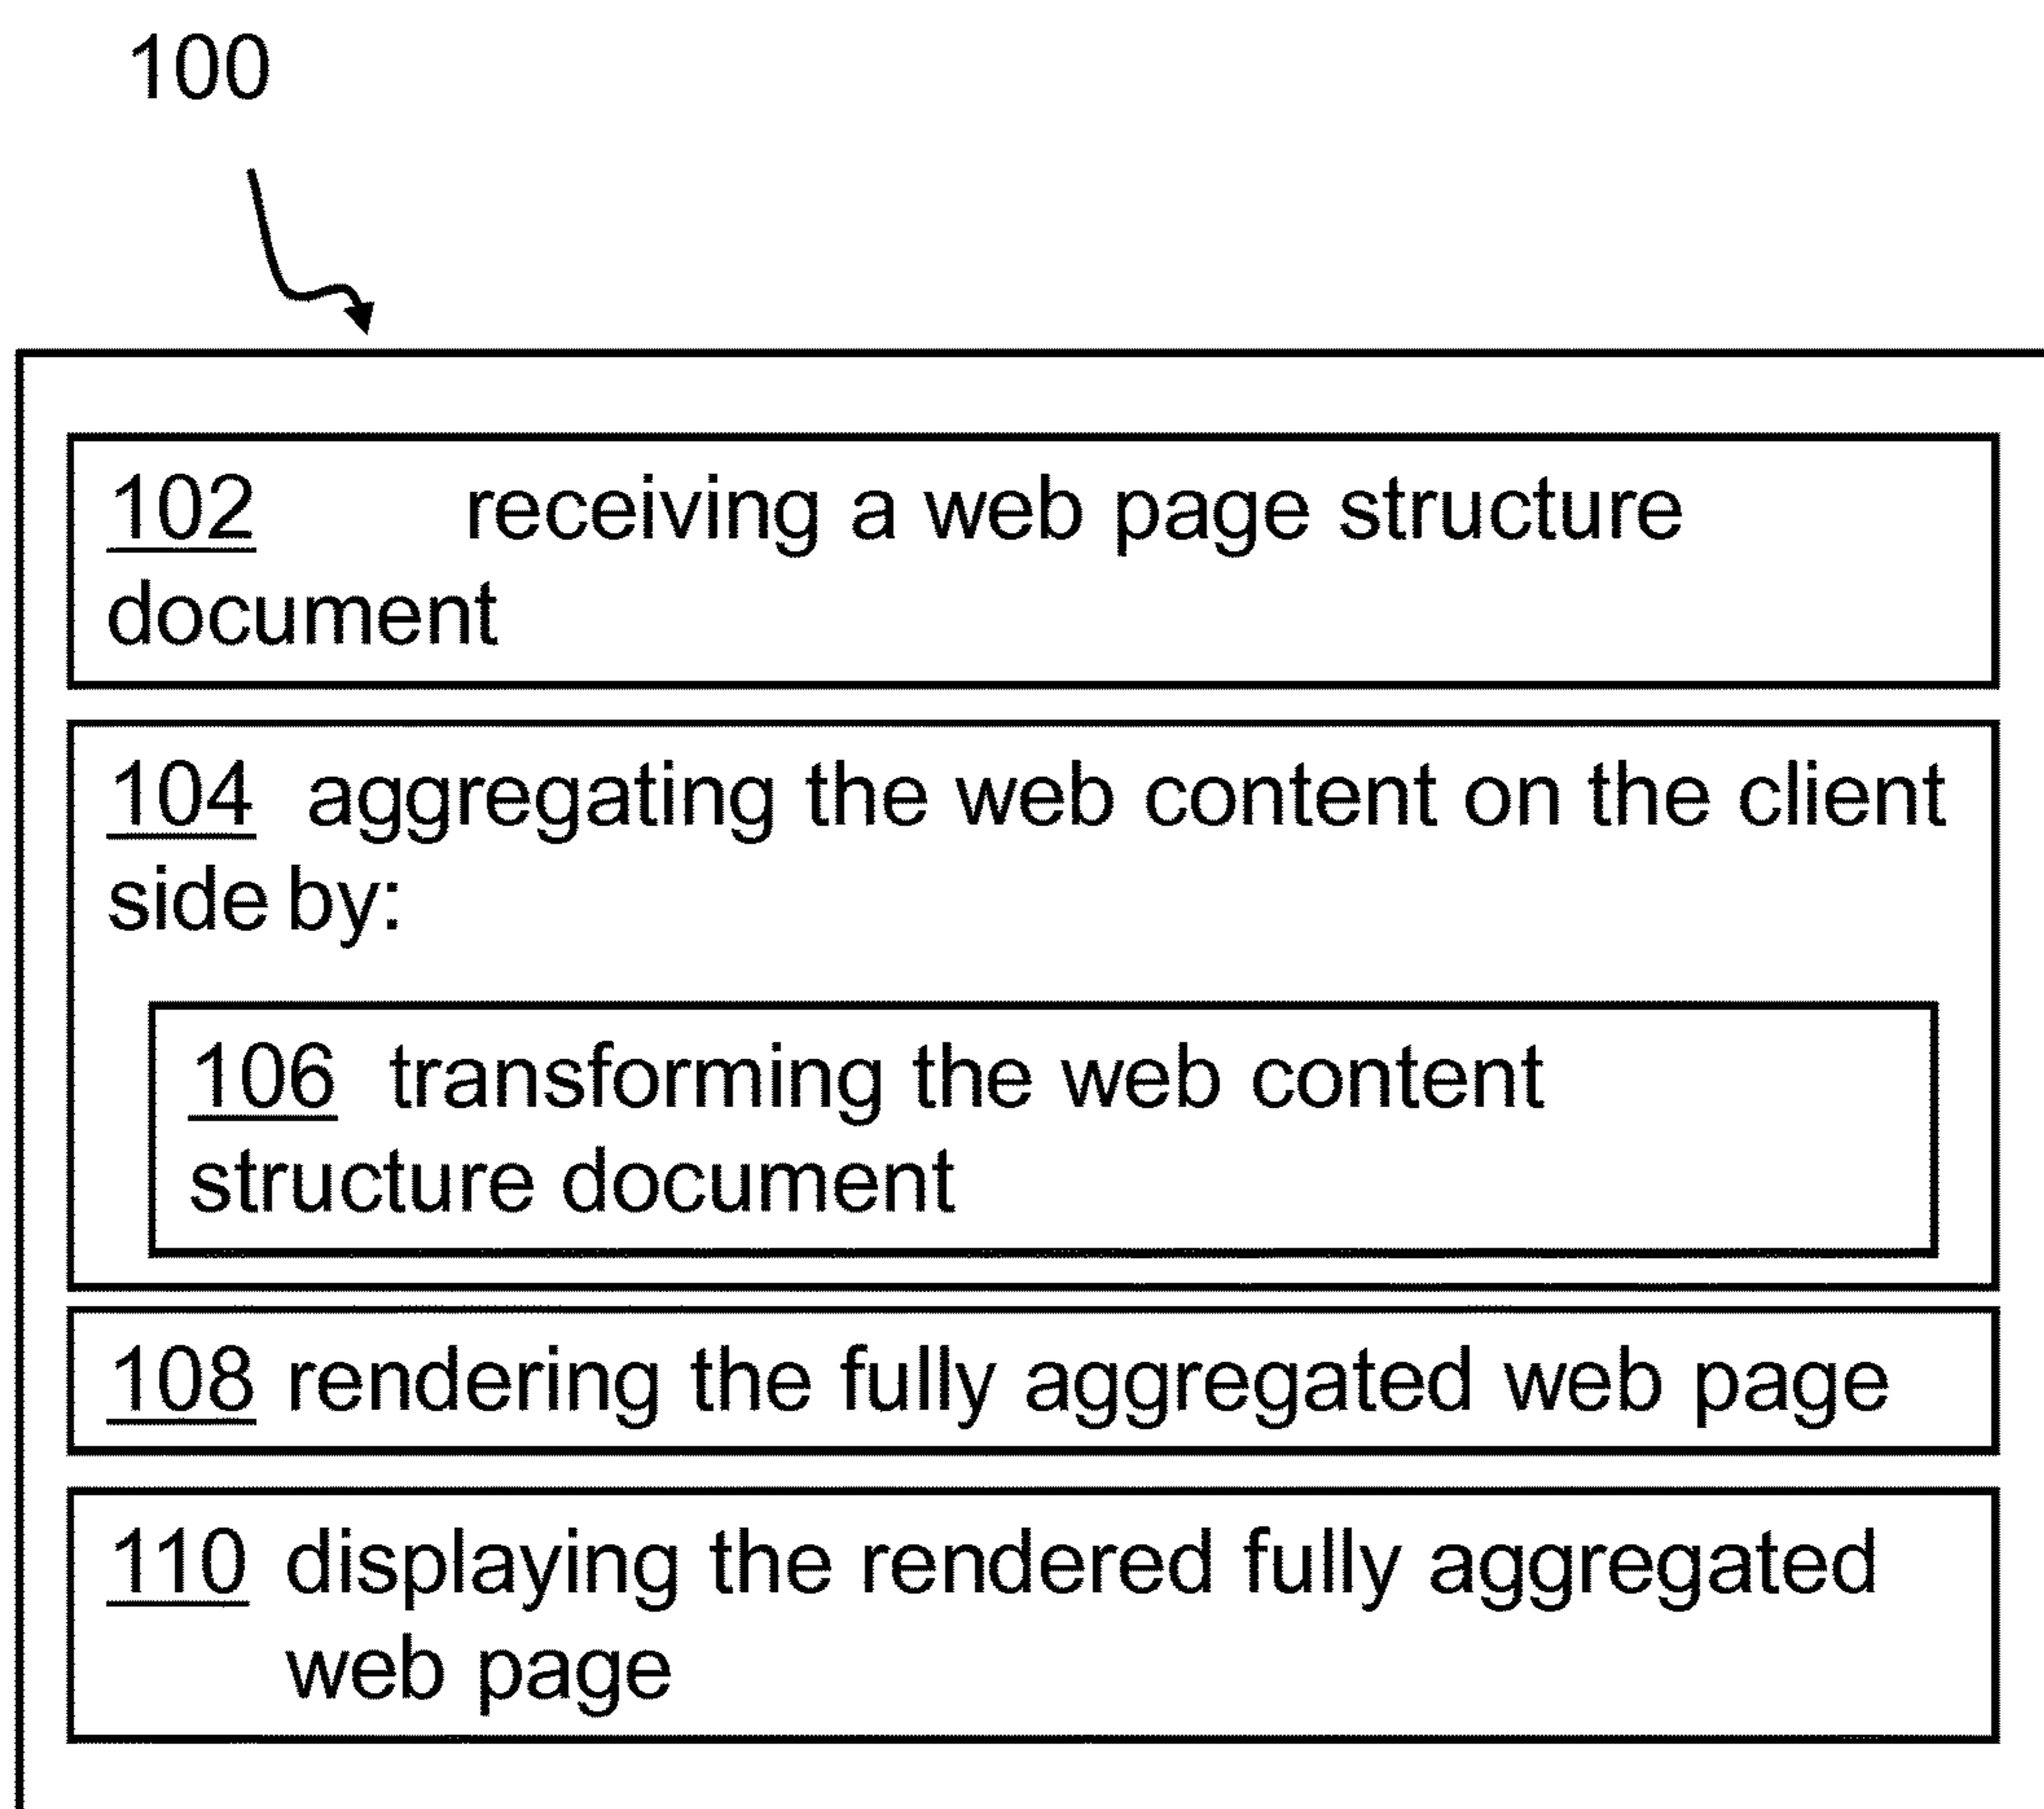 100
102 receiving a web page structure
document
104 aggregating the web content on the client
side by:
106 transforming the web content
structure document
108 rendering the fully aggregated web page
110 displaying the rendered fully aggregated
web page